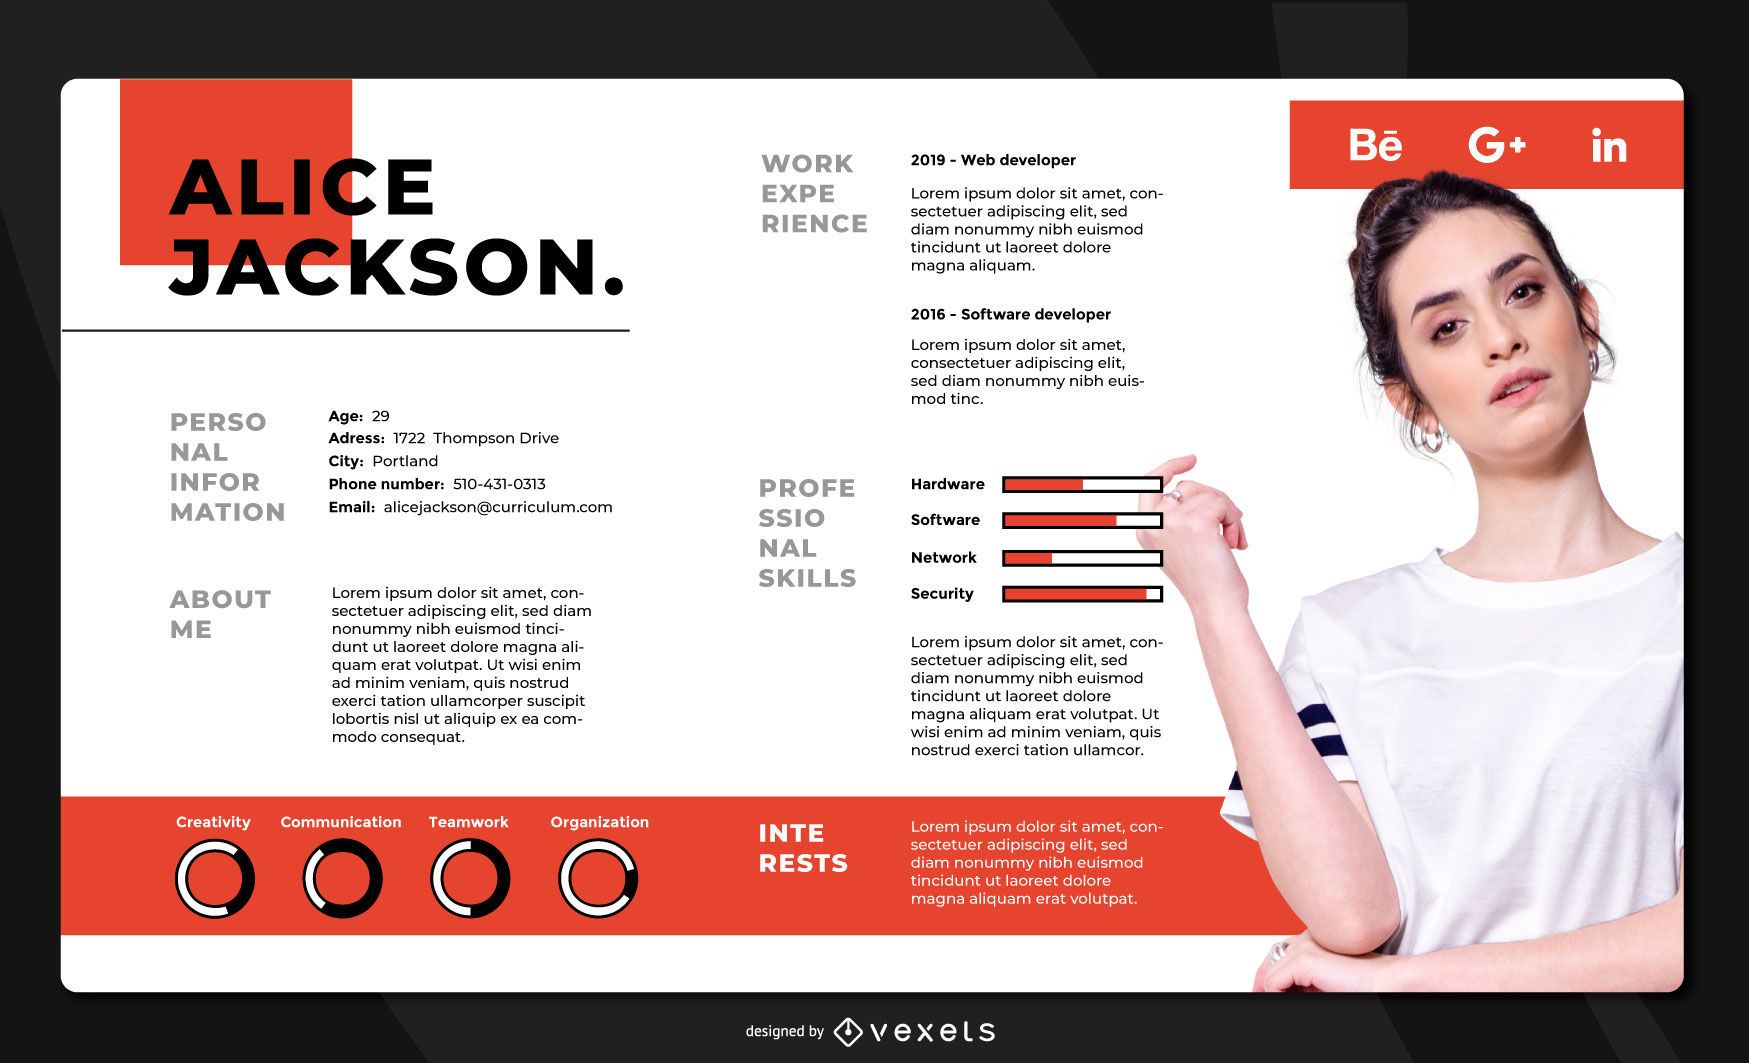 ALICE
JACKSON.
PERSO
NAL
INFOR
MATION
Age: 29
Adress: 1722 Thompson Drive
City: Portland
Phone number: 510-431-0313
Email: alicejackson@curriculum.com
ABOUT
ME
Lorem ipsum dolor sit amet, con-
sectetuer adipiscing elit, sed diam
nonummy nibh euismod tinci-
dunt ut laoreet dolore magna ali-
quam erat volutpat. Ut wisi enim
ad minim veniam, quis nostrud
exerci tation ullamcorper suscipit
lobortis nisl ut aliquip ex ea com-
modo consequat.
Creativity Communication Teamwork Organization
WORK
EXPE
RIENCE
2019 - Web developer
Lorem ipsum dolor sit amet, con-
sectetuer adipiscing elit, sed
diam nonummy nibh euismod
tincidunt ut laoreet dolore
magna aliquam.
2016 - Software developer
Lorem ipsum dolor sit amet,
consectetuer adipiscing elit,
sed diam nonummy nibh euis-
mod tinc.
PROFE
SSIO
NAL
SKILLS
Hardware
Software
Network
Security
Lorem ipsum dolor sit amet, con-
sectetuer adipiscing elit, sed
diam nonummy nibh euismod
tincidunt ut laoreet dolore
magna aliquam erat volutpat. Ut
wisi enim ad minim veniam, quis
nostrud exerci tation ullamcor.
INTE
RESTS
Lorem ipsum dolor sit amet, con-
sectetuer adipiscing elit, sed
diam nonummy nibh euismod
tincidunt ut laoreet dolore
magna aliquam erat volutpat.
Bē G+ in
designed by vexels